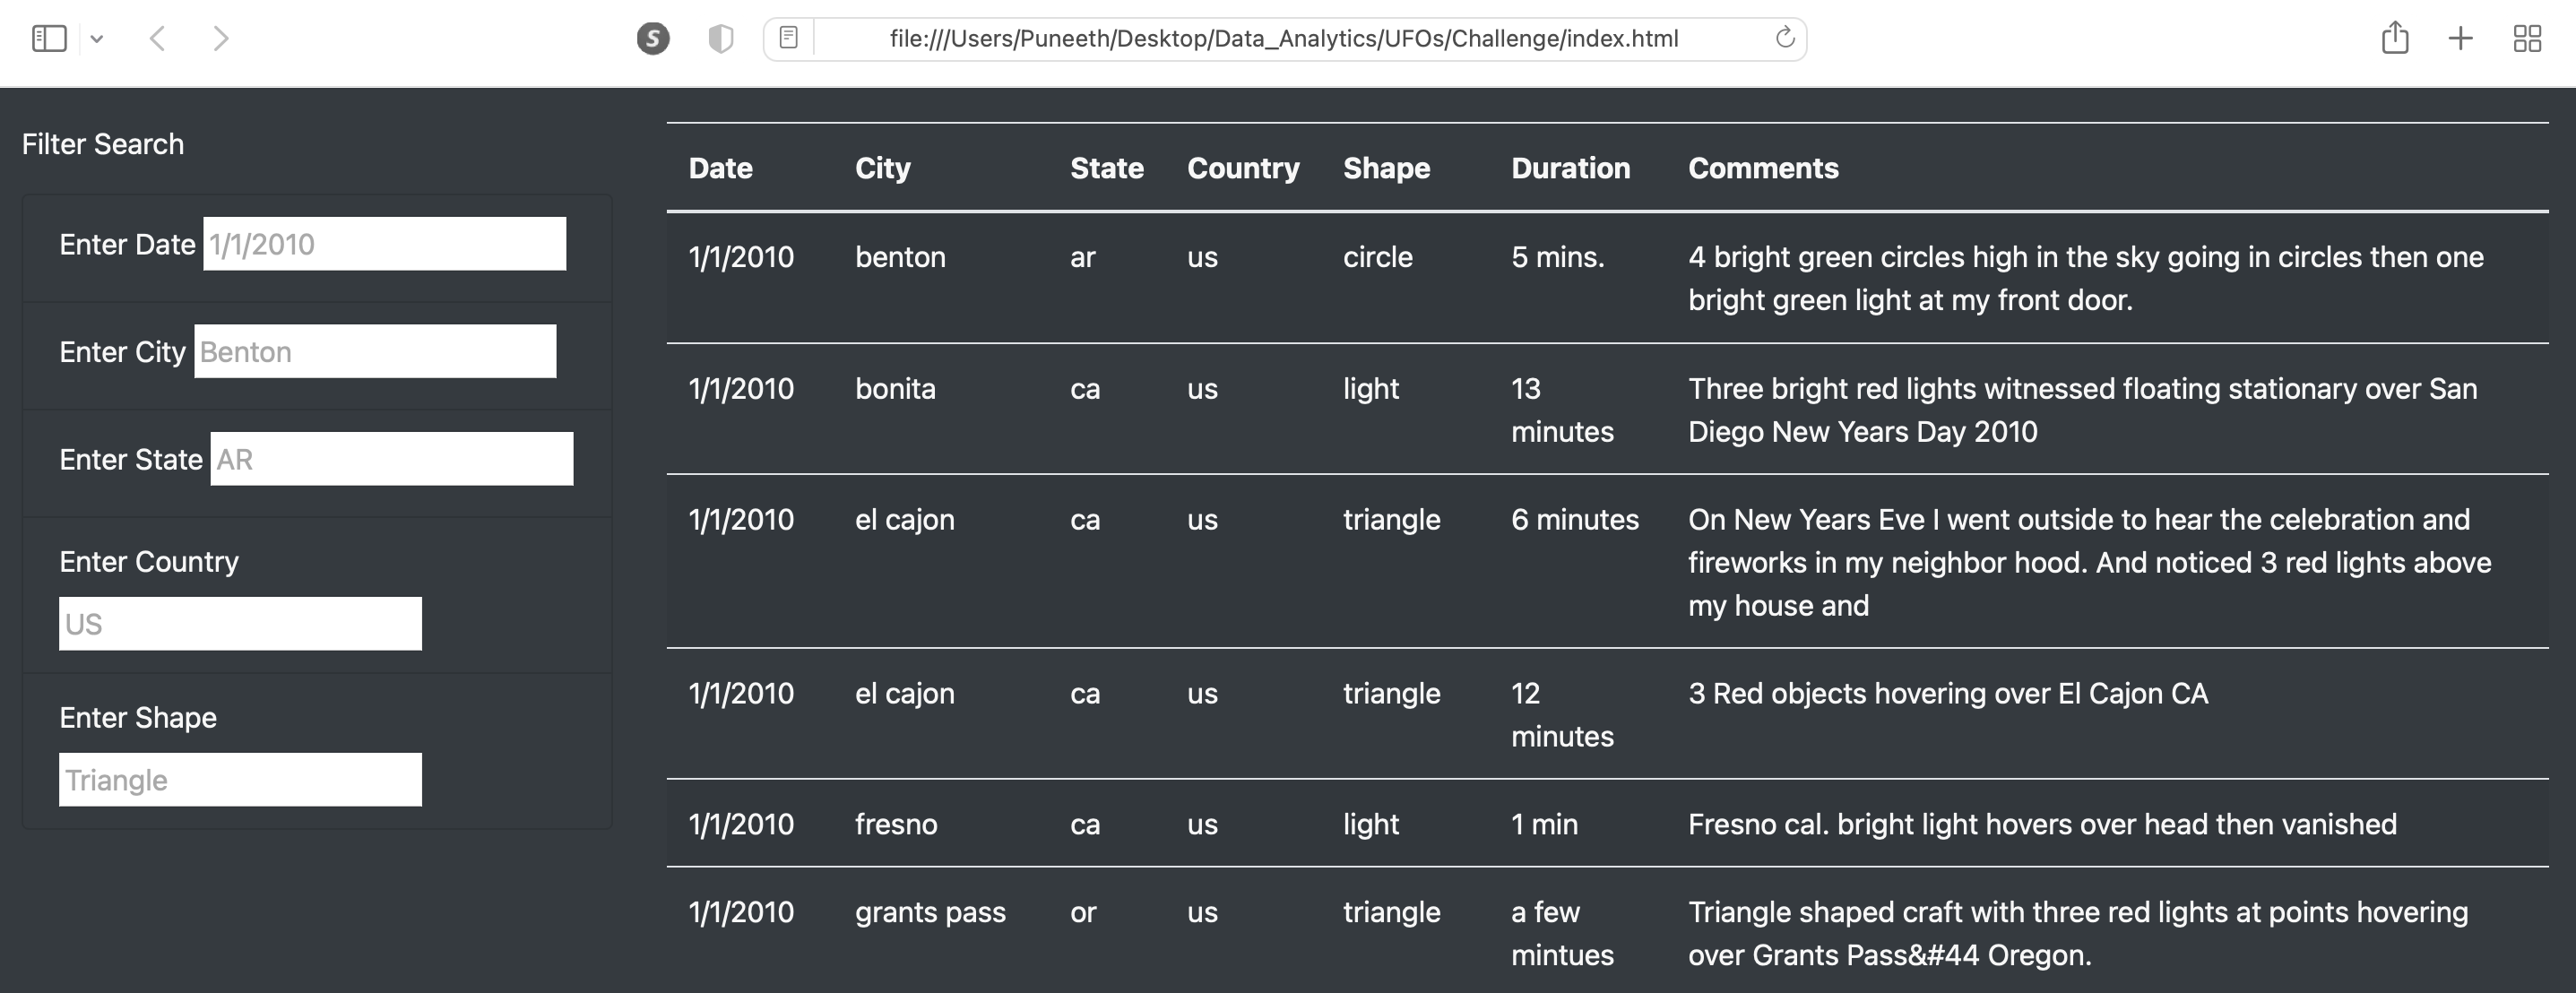 file:///Users/Puneeth/Desktop/Data_Analytics/UFOs/Challenge/index.html
Filter Search
Enter Date 1/1/2010
Enter City Benton
Enter State AR
Enter Country
US
Enter Shape
Triangle
Date City State Country Shape Duration Comments
1/1/2010 benton ar us circle 5 mins. 4 bright green circles high in the sky going in circles then one
bright green light at my front door.
1/1/2010 bonita ca us light 13 Three bright red lights witnessed floating stationary over San
minutes Diego New Years Day 2010
1/1/2010 el cajon ca us triangle 6 minutes On New Years Eve I went outside to hear the celebration and
fireworks in my neighbor hood. And noticed 3 red lights above
my house and
1/1/2010 el cajon ca us triangle 12 3 Red objects hovering over El Cajon CA
minutes
1/1/2010 fresno ca us light 1 min Fresno cal. bright light hovers over head then vanished
1/1/2010 grants pass or us triangle a few Triangle shaped craft with three red lights at points hovering
mintues over Grants Pass&#44 Oregon.